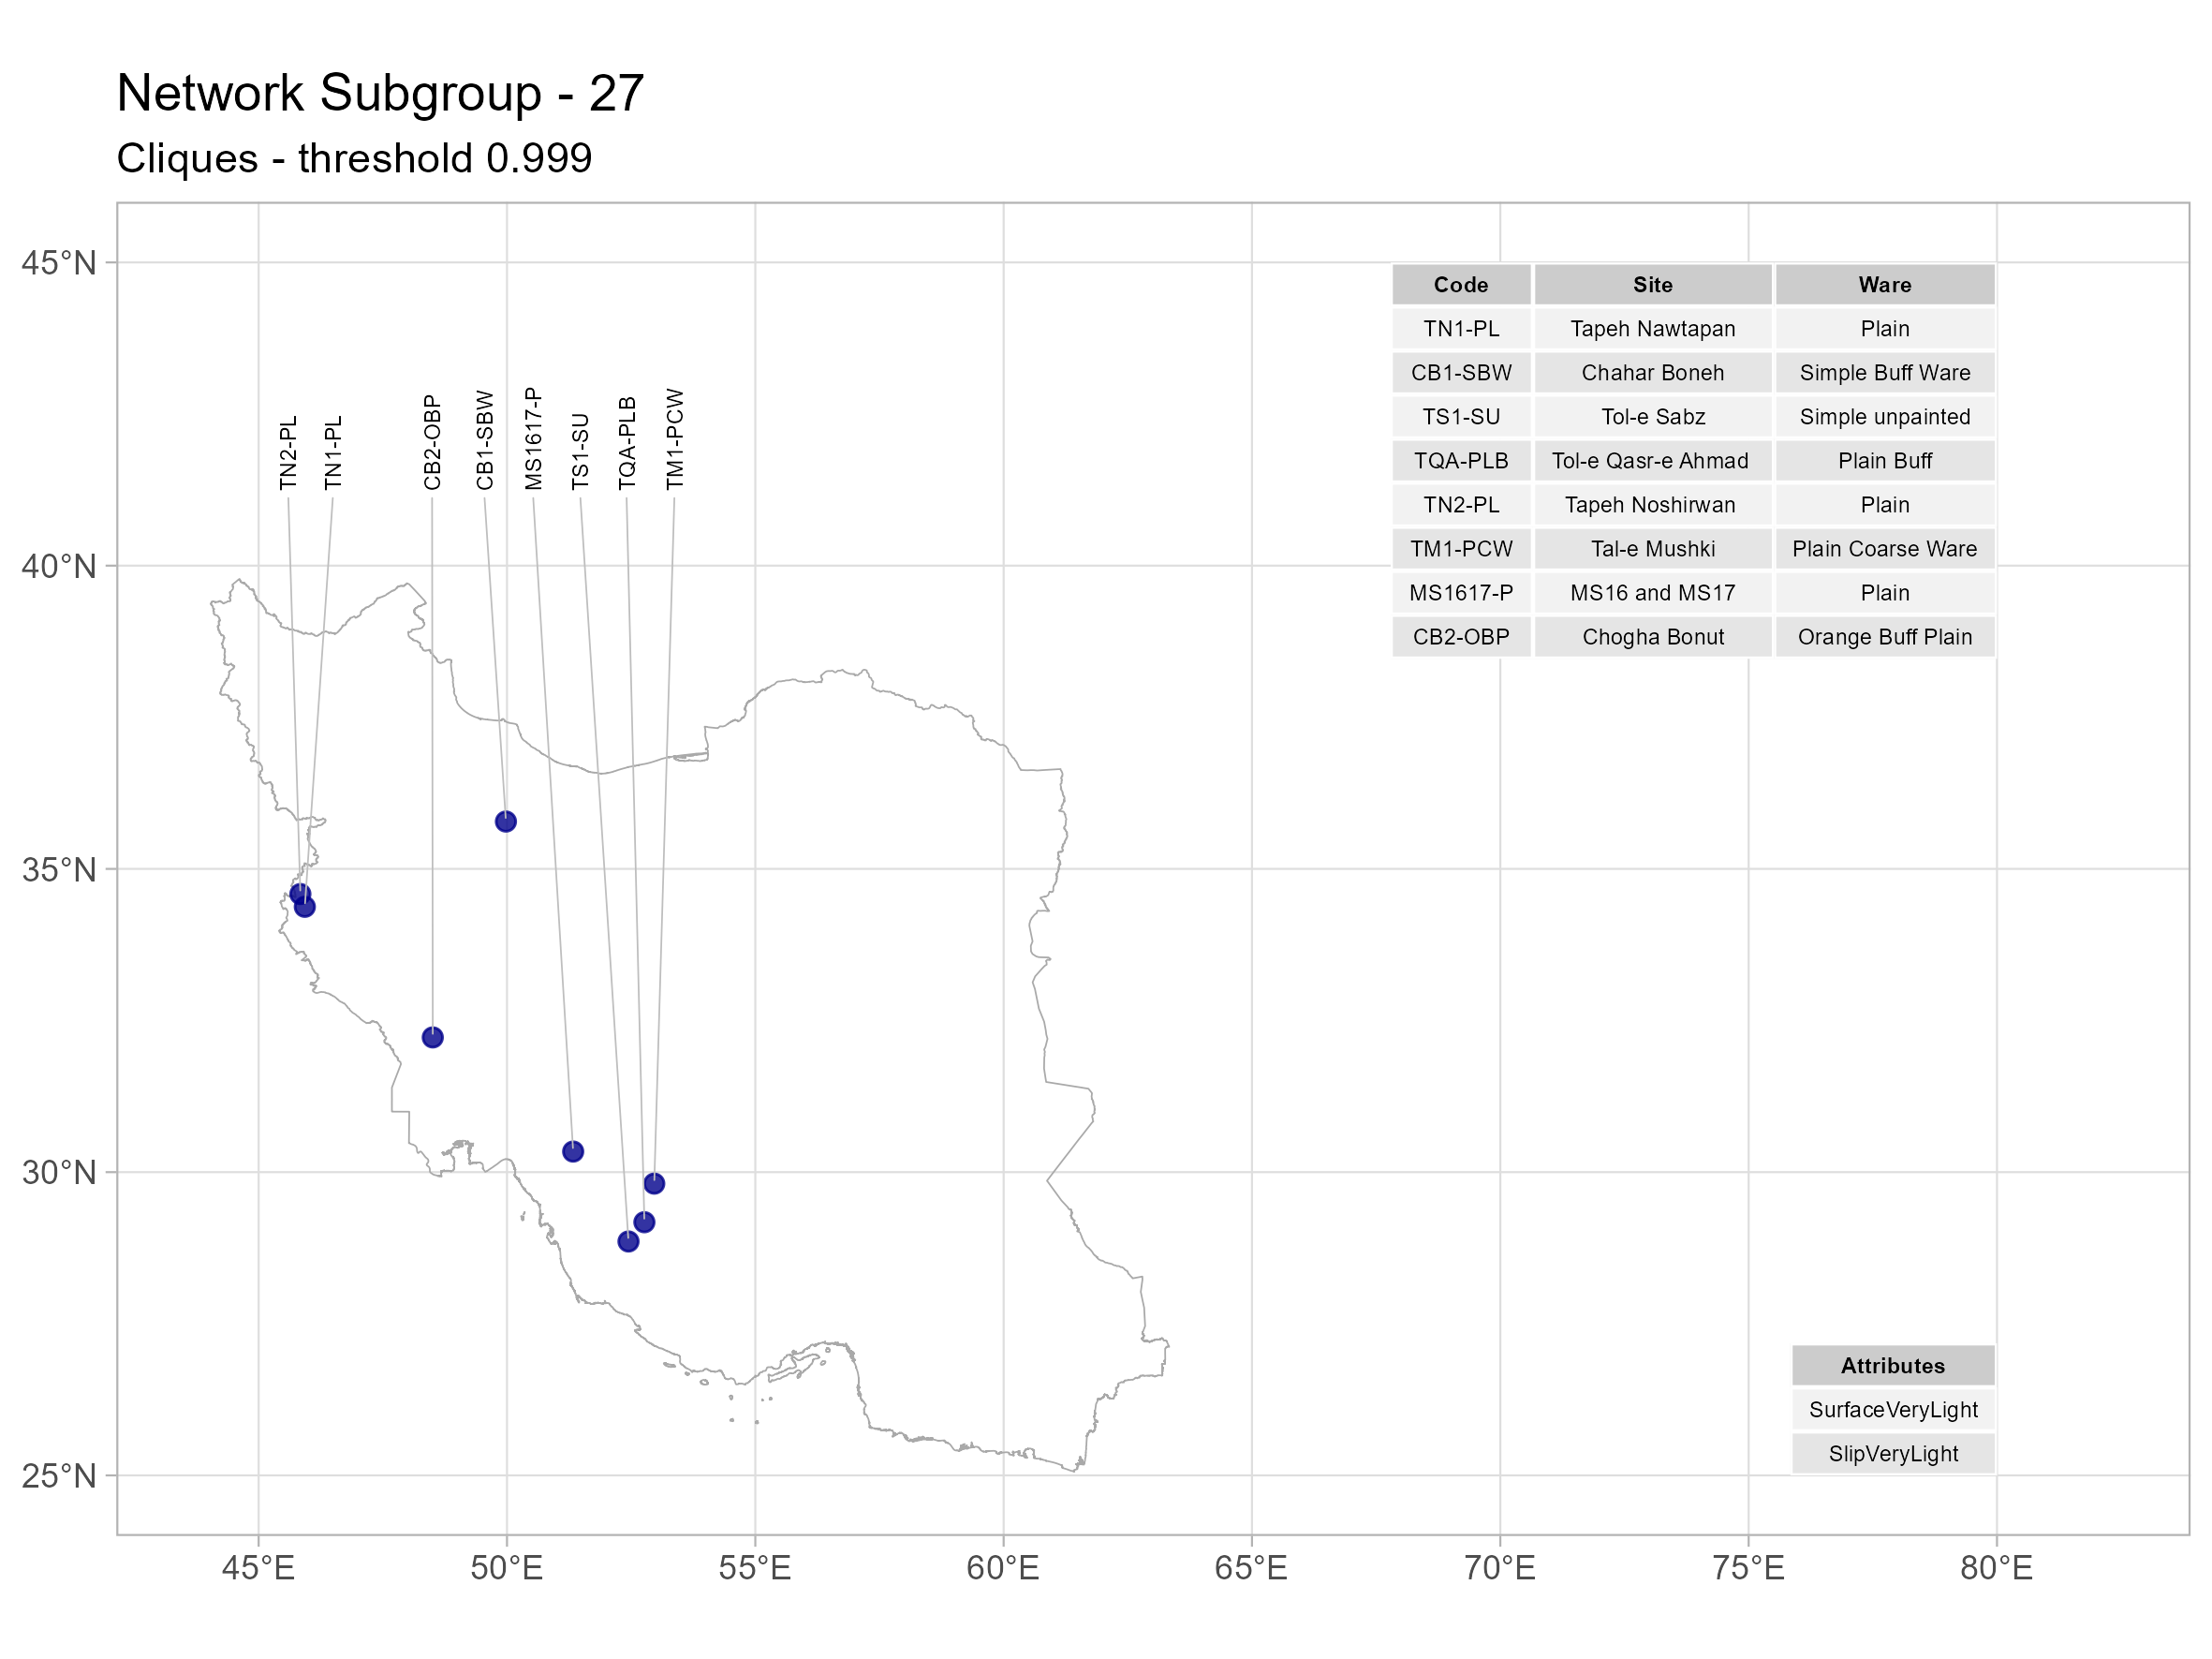 Network Subgroup - 27
Cliques - threshold 0.999
45°N
40°N
35°N
30°N
25°N
45°E
50°E
55°E
60°E
65°E
70°E
75°E
80°E
TN2-PL
TN1-PL
CB2-OBP
CB1-SBW
MS1617-P
TS1-SU
TQA-PLB
TM1-PCW
Code Site Ware
TN1-PL Tapeh Nawtapan Plain
CB1-SBW Chahar Boneh Simple Buff Ware
TS1-SU Tol-e Sabz Simple unpainted
TQA-PLB Tol-e Qasr-e Ahmad Plain Buff
TN2-PL Tapeh Noshirwan Plain
TM1-PCW Tal-e Mushki Plain Coarse Ware
MS1617-P MS16 and MS17 Plain
CB2-OBP Chogha Bonut Orange Buff Plain
Attributes
SurfaceVeryLight
SlipVeryLight